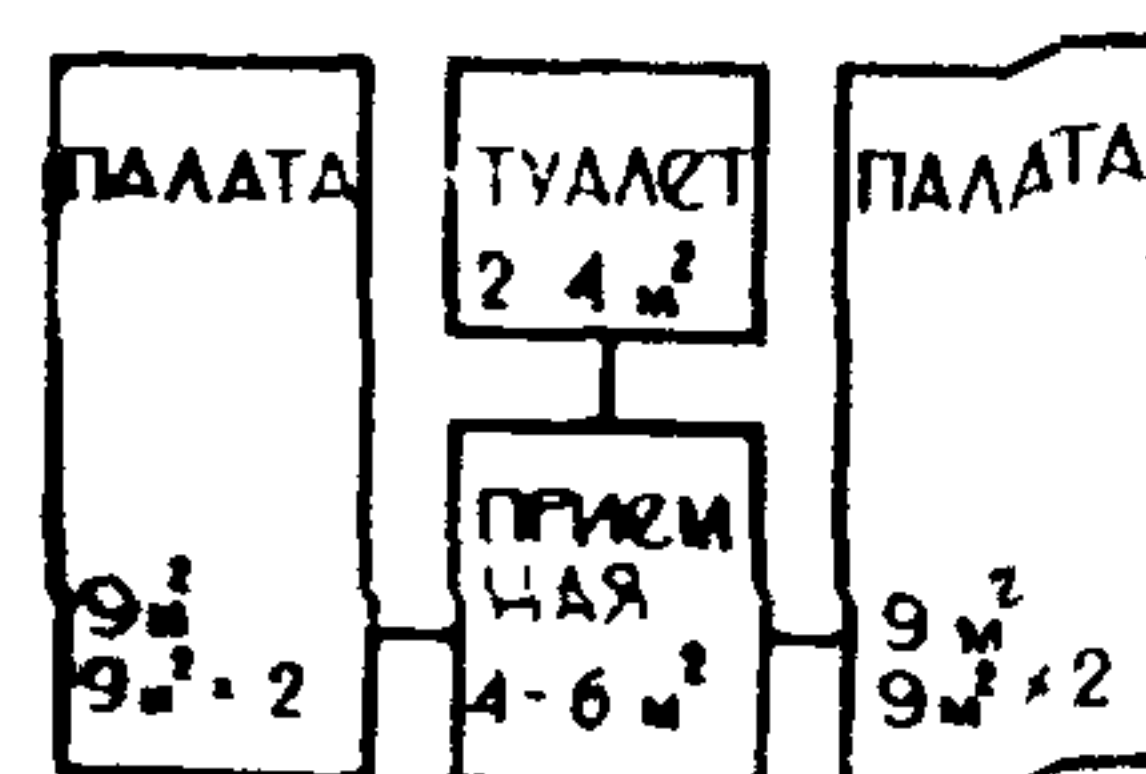 ПАЛАТА
9 м²
9 м² · 2
ТУАЛЕТ
2 4 м²
ПРИЕМ
НАЯ
4-6 м²
ПАЛАТА
9 м²
9 м² × 2